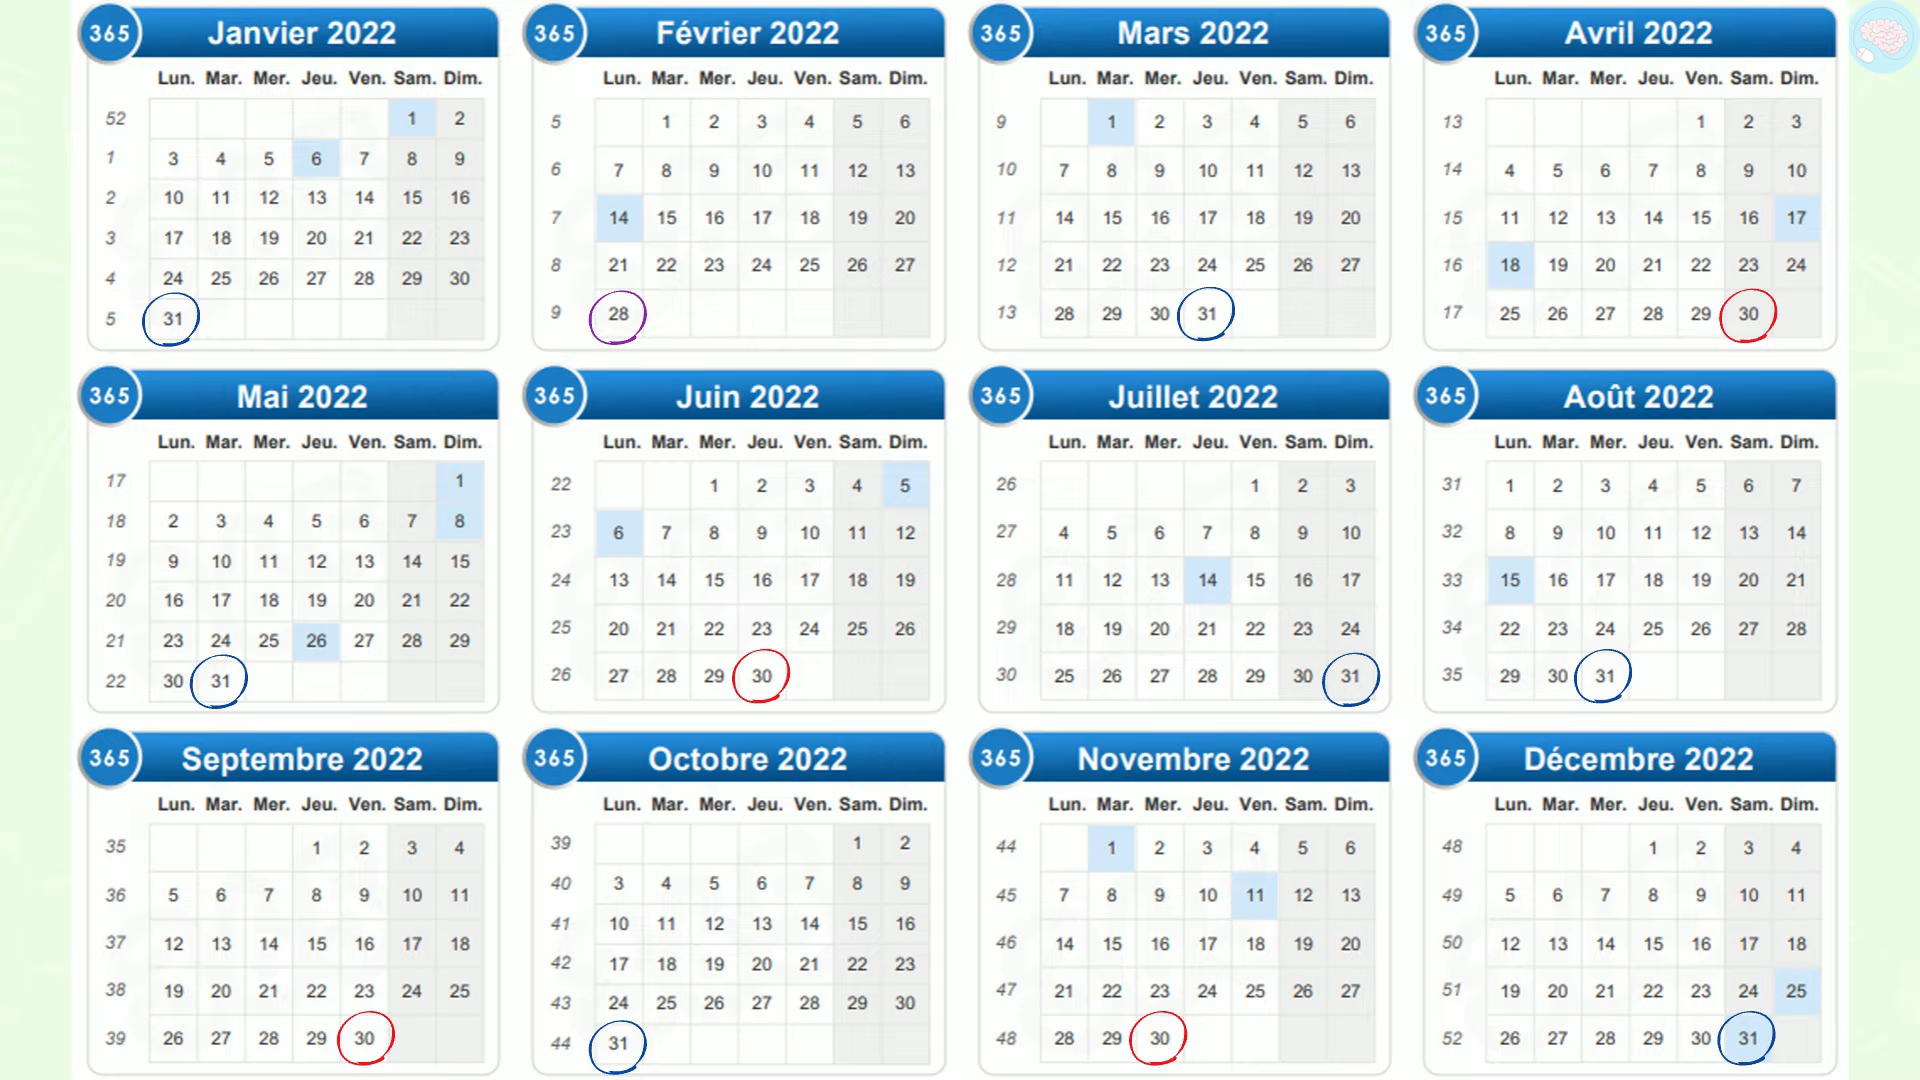 365 Janvier 2022
Lun. Mar. Mer. Jeu. Ven. Sam. Dim.
52 1 2
1 3 4 5 6 7 8 9
2 10 11 12 13 14 15 16
3 17 18 19 20 21 22 23
4 24 25 26 27 28 29 30
5 31
365 Février 2022
Lun. Mar. Mer. Jeu. Ven. Sam. Dim.
5 1 2 3 4 5 6
6 7 8 9 10 11 12 13
7 14 15 16 17 18 19 20
8 21 22 23 24 25 26 27
9 28
365 Mars 2022
Lun. Mar. Mer. Jeu. Ven. Sam. Dim.
9 1 2 3 4 5 6
10 7 8 9 10 11 12 13
11 14 15 16 17 18 19 20
12 21 22 23 24 25 26 27
13 28 29 30 31
365 Avril 2022
Lun. Mar. Mer. Jeu. Ven. Sam. Dim.
13 1 2 3
14 4 5 6 7 8 9 10
15 11 12 13 14 15 16 17
16 18 19 20 21 22 23 24
17 25 26 27 28 29 30
365 Mai 2022
Lun. Mar. Mer. Jeu. Ven. Sam. Dim.
17 1
18 2 3 4 5 6 7 8
19 9 10 11 12 13 14 15
20 16 17 18 19 20 21 22
21 23 24 25 26 27 28 29
22 30 31
365 Juin 2022
Lun. Mar. Mer. Jeu. Ven. Sam. Dim.
22 1 2 3 4 5
23 6 7 8 9 10 11 12
24 13 14 15 16 17 18 19
25 20 21 22 23 24 25 26
26 27 28 29 30
365 Juillet 2022
Lun. Mar. Mer. Jeu. Ven. Sam. Dim.
26 1 2 3
27 4 5 6 7 8 9 10
28 11 12 13 14 15 16 17
29 18 19 20 21 22 23 24
30 25 26 27 28 29 30 31
365 Août 2022
Lun. Mar. Mer. Jeu. Ven. Sam. Dim.
31 1 2 3 4 5 6 7
32 8 9 10 11 12 13 14
33 15 16 17 18 19 20 21
34 22 23 24 25 26 27 28
35 29 30 31
365 Septembre 2022
Lun. Mar. Mer. Jeu. Ven. Sam. Dim.
35 1 2 3 4
36 5 6 7 8 9 10 11
37 12 13 14 15 16 17 18
38 19 20 21 22 23 24 25
39 26 27 28 29 30
365 Octobre 2022
Lun. Mar. Mer. Jeu. Ven. Sam. Dim.
39 1 2
40 3 4 5 6 7 8 9
41 10 11 12 13 14 15 16
42 17 18 19 20 21 22 23
43 24 25 26 27 28 29 30
44 31
365 Novembre 2022
Lun. Mar. Mer. Jeu. Ven. Sam. Dim.
44 1 2 3 4 5 6
45 7 8 9 10 11 12 13
46 14 15 16 17 18 19 20
47 21 22 23 24 25 26 27
48 28 29 30
365 Décembre 2022
Lun. Mar. Mer. Jeu. Ven. Sam. Dim.
48 1 2 3 4
49 5 6 7 8 9 10 11
50 12 13 14 15 16 17 18
51 19 20 21 22 23 24 25
52 26 27 28 29 30 31